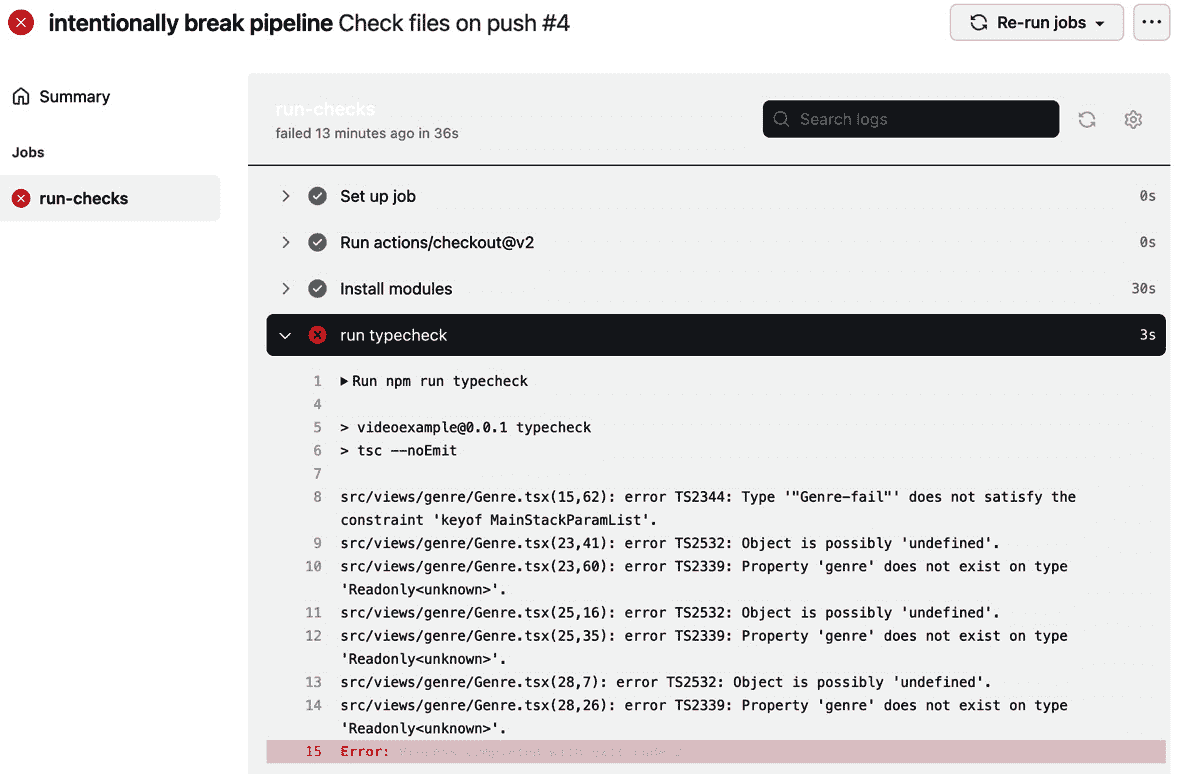 intentionally break pipeline Check files on push #4
Re-run jobs
Summary
Jobs
run-checks
run-checks
failed 13 minutes ago in 36s
Search logs
Set up job 0s
Run actions/checkout@v2 0s
Install modules 30s
run typecheck 3s
1 Run npm run typecheck
4
5 > videoexample@0.0.1 typecheck
6 > tsc --noEmit
7
8 src/views/genre/Genre.tsx(15,62): error TS2344: Type '"Genre-fail"' does not satisfy the
constraint 'keyof MainStackParamList'.
9 src/views/genre/Genre.tsx(23,41): error TS2532: Object is possibly 'undefined'.
10 src/views/genre/Genre.tsx(23,60): error TS2339: Property 'genre' does not exist on type
'Readonly<unknown>'.
11 src/views/genre/Genre.tsx(25,16): error TS2532: Object is possibly 'undefined'.
12 src/views/genre/Genre.tsx(25,35): error TS2339: Property 'genre' does not exist on type
'Readonly<unknown>'.
13 src/views/genre/Genre.tsx(28,7): error TS2532: Object is possibly 'undefined'.
14 src/views/genre/Genre.tsx(28,26): error TS2339: Property 'genre' does not exist on type
'Readonly<unknown>'.
15 Error: